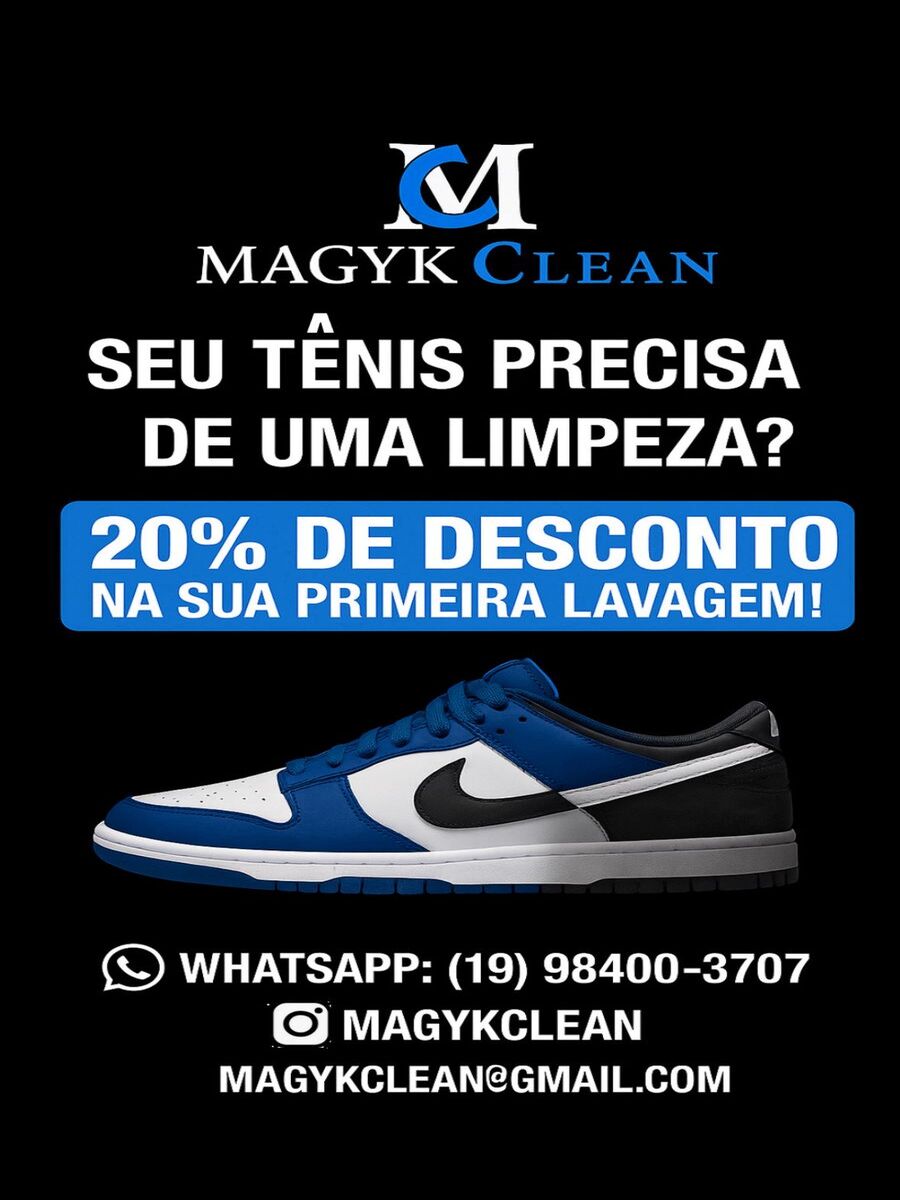 MC
MAGYK CLEAN
SEU TÊNIS PRECISA
DE UMA LIMPEZA?
20% DE DESCONTO
NA SUA PRIMEIRA LAVAGEM!
WHATSAPP: (19) 98400-3707
MAGYKCLEAN
MAGYKCLEAN@GMAIL.COM